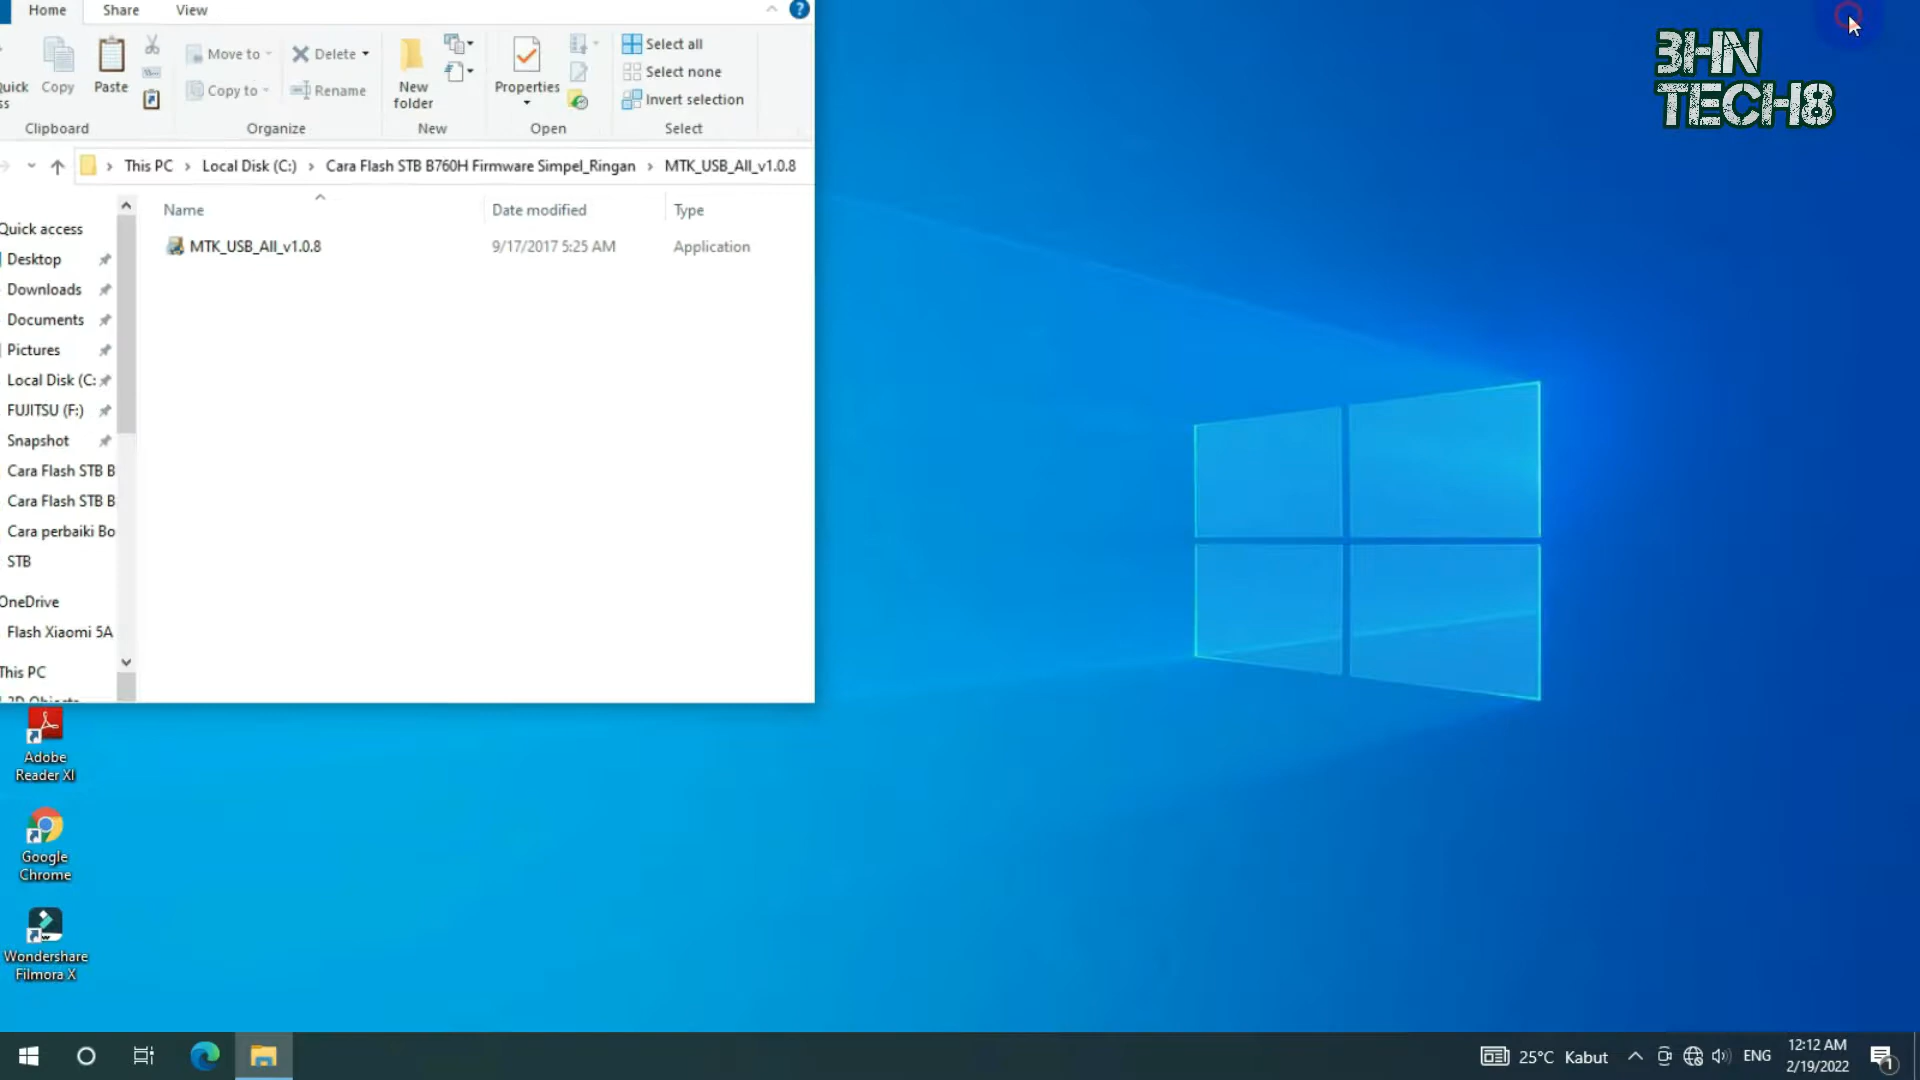 Home Share View
Quick
ss
Copy
Paste
Move to
Copy to
Delete
Rename
New
folder
Properties
Select all
Select none
Invert selection
Clipboard Organize New Open Select
This PC > Local Disk (C:) > Cara Flash STB B760H Firmware Simpel_Ringan > MTK_USB_All_v1.0.8
Name Date modified Type
MTK_USB_All_v1.0.8 9/17/2017 5:25 AM Application
Quick access
Desktop
Downloads
Documents
Pictures
Local Disk (C:
FUJITSU (F:)
Snapshot
Cara Flash STB B
Cara Flash STB B
Cara perbaiki Bo
STB
OneDrive
Flash Xiaomi 5A
This PC
3D Objects
Adobe
Reader XI
Google
Chrome
Wondershare
Filmora X
3HN
TECH8
25°C Kabut ENG 12:12 AM
2/19/2022
1